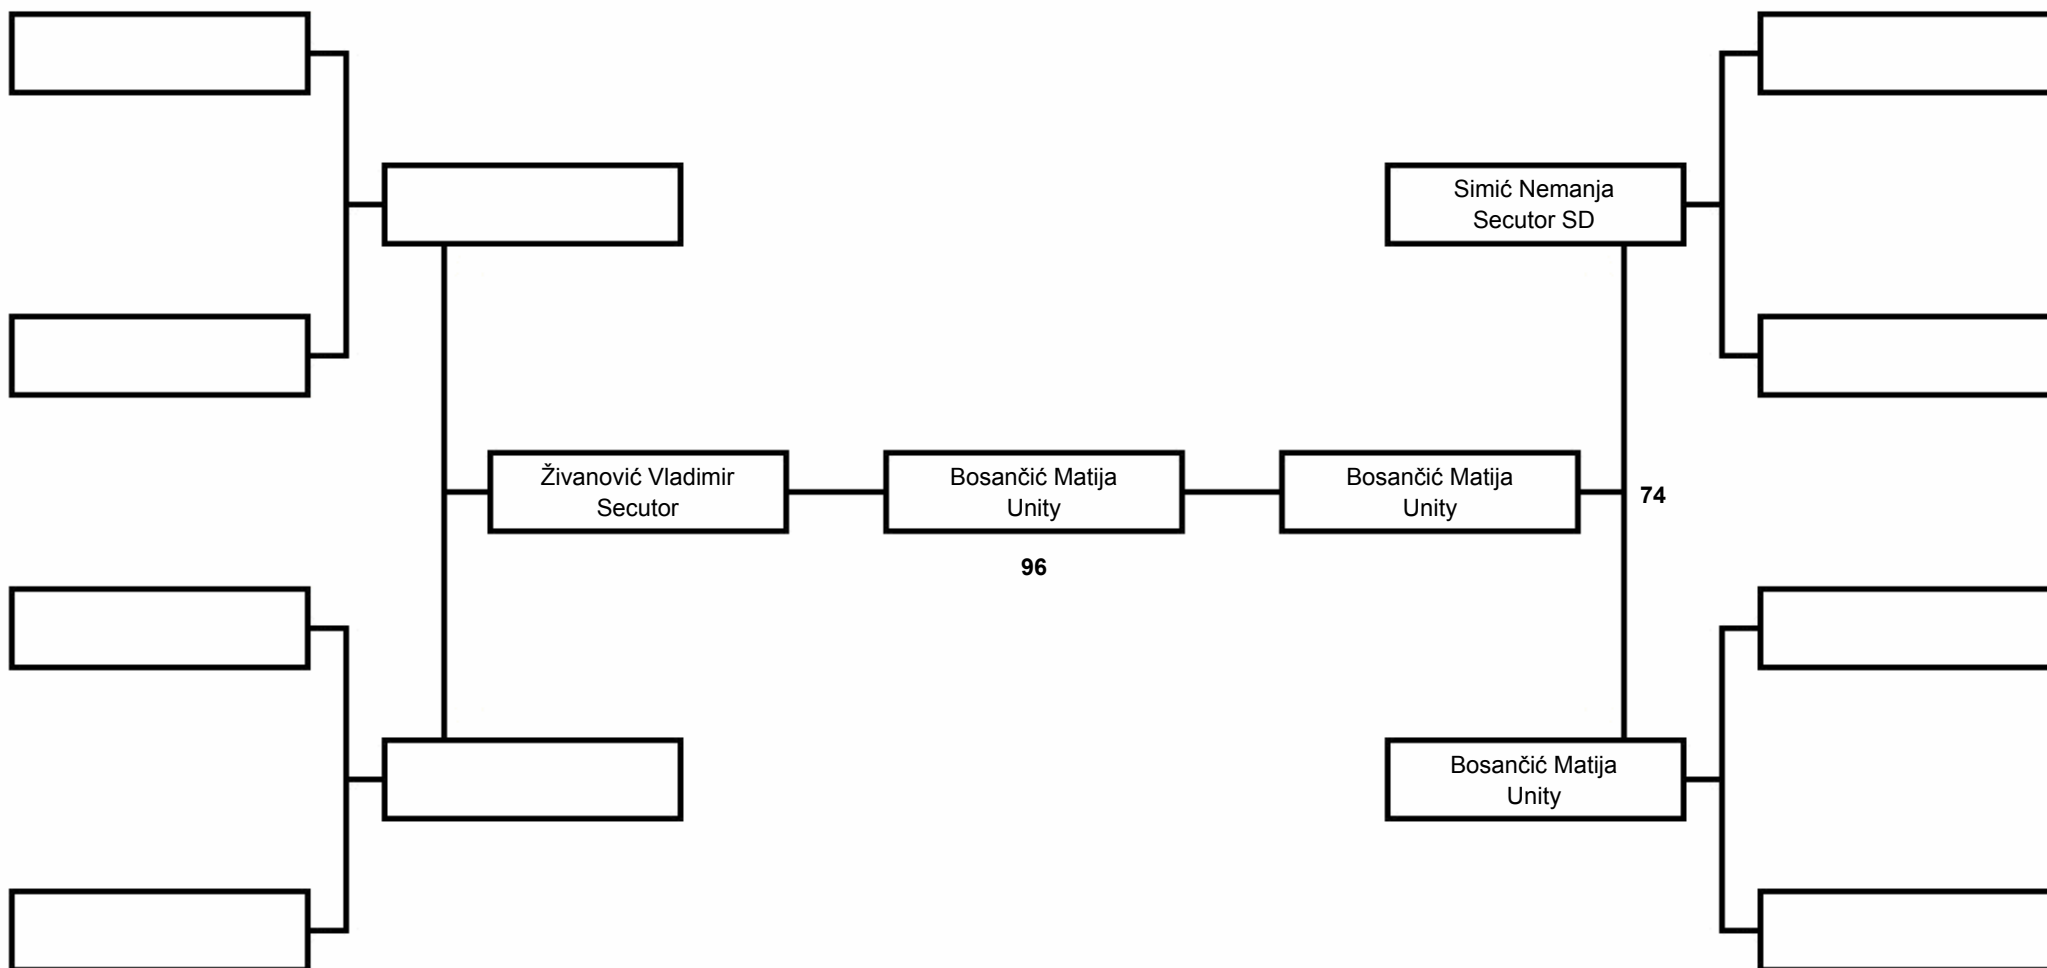 Simić Nemanja
Secutor SD
Živanović Vladimir
Secutor
Bosančić Matija
Unity
Bosančić Matija
Unity
74
96
Bosančić Matija
Unity